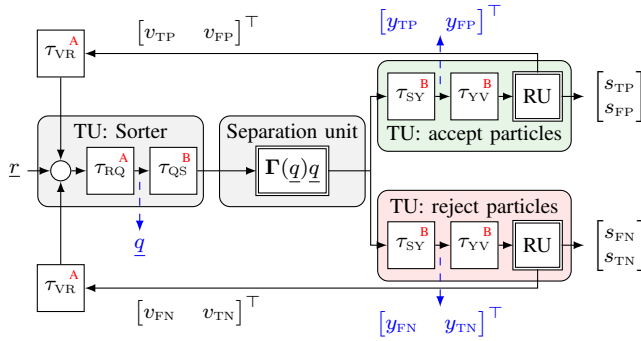 [v_TP v_FP]^⊤ [y_TP y_FP]^⊤
τ_VR A
TU: Sorter
τ_RQ A τ_QS B
r
q
Separation unit
Γ(q)q
τ_SY B τ_YV B RU
TU: accept particles
[s_TP
s_FP]
TU: reject particles
τ_SY B τ_YV B RU
[s_FN
s_TN]
τ_VR A
[v_FN v_TN]^⊤ [y_FN y_TN]^⊤